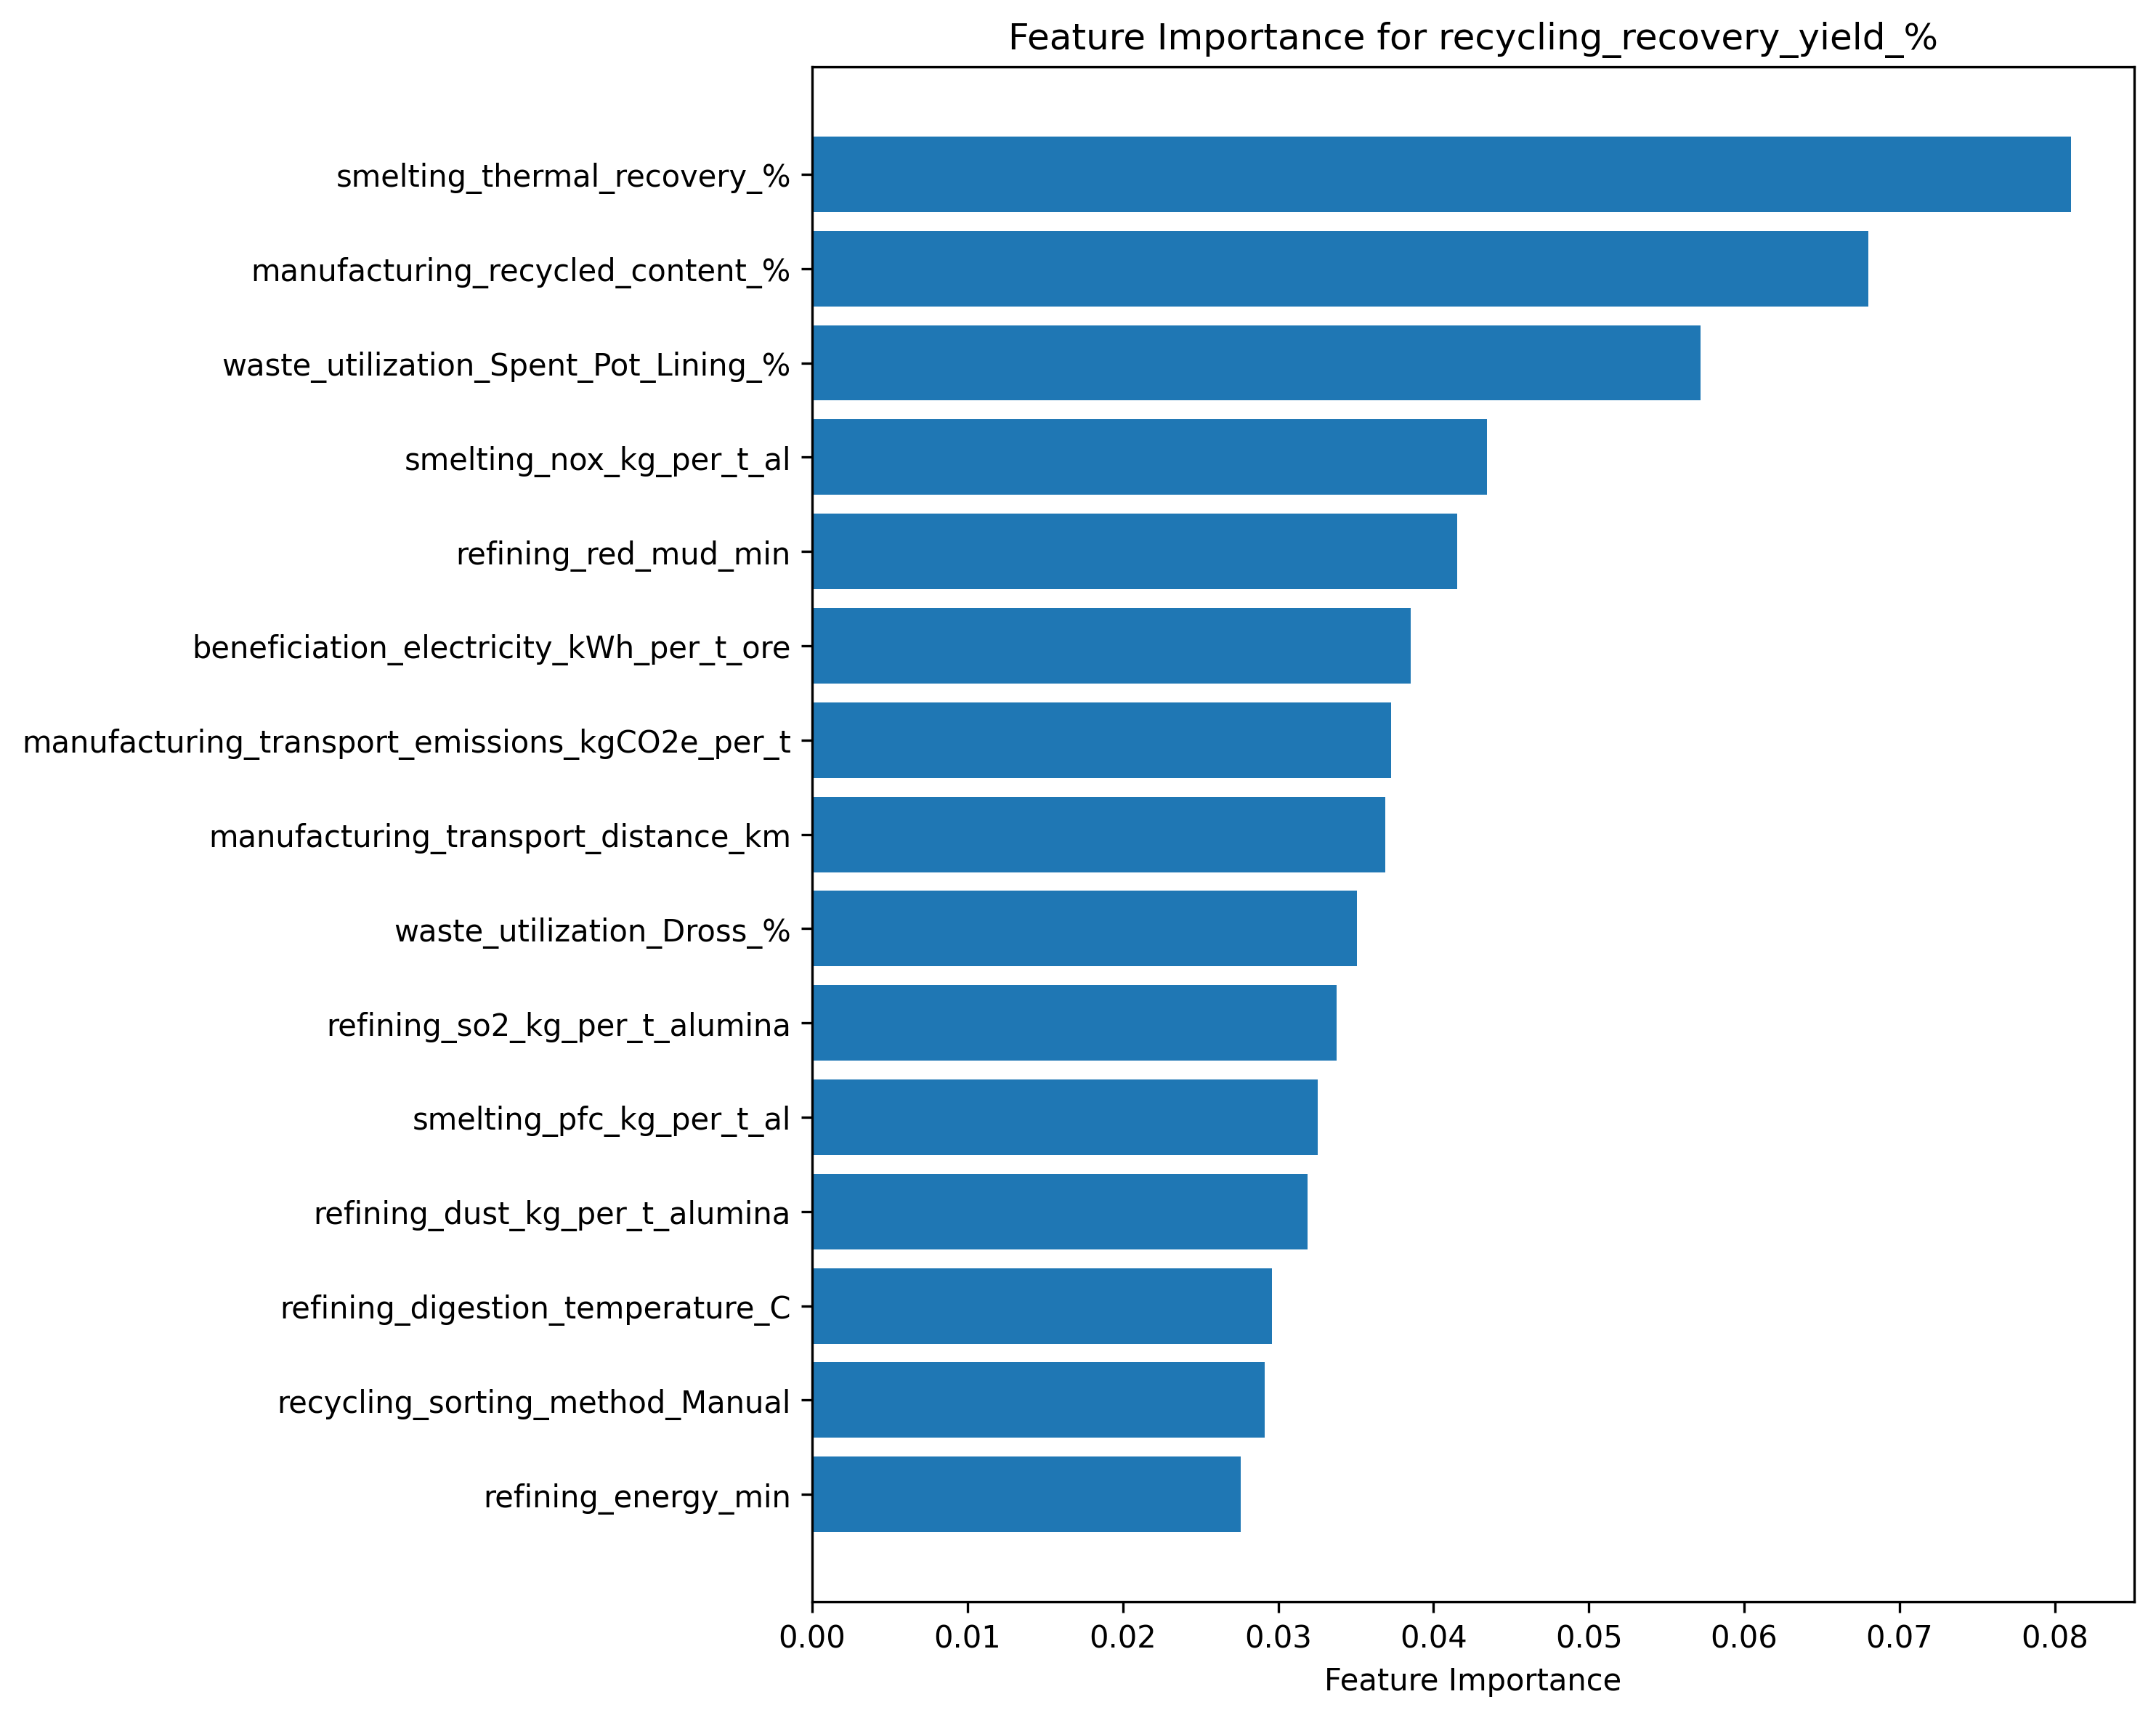 Feature Importance for recycling_recovery_yield_%
smelting_thermal_recovery_%
manufacturing_recycled_content_%
waste_utilization_Spent_Pot_Lining_%
smelting_nox_kg_per_t_al
refining_red_mud_min
beneficiation_electricity_kWh_per_t_ore
manufacturing_transport_emissions_kgCO2e_per_t
manufacturing_transport_distance_km
waste_utilization_Dross_%
refining_so2_kg_per_t_alumina
smelting_pfc_kg_per_t_al
refining_dust_kg_per_t_alumina
refining_digestion_temperature_C
recycling_sorting_method_Manual
refining_energy_min
0.00 0.01 0.02 0.03 0.04 0.05 0.06 0.07 0.08
Feature Importance